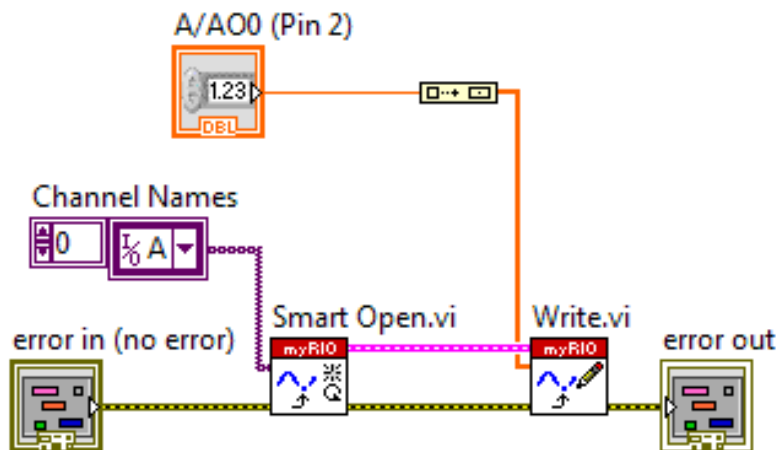 A/AO0 (Pin 2)
1.23
DBL
Channel Names
0
I/O A
Smart Open.vi
Write.vi
error in (no error)
myRIO
myRIO
error out